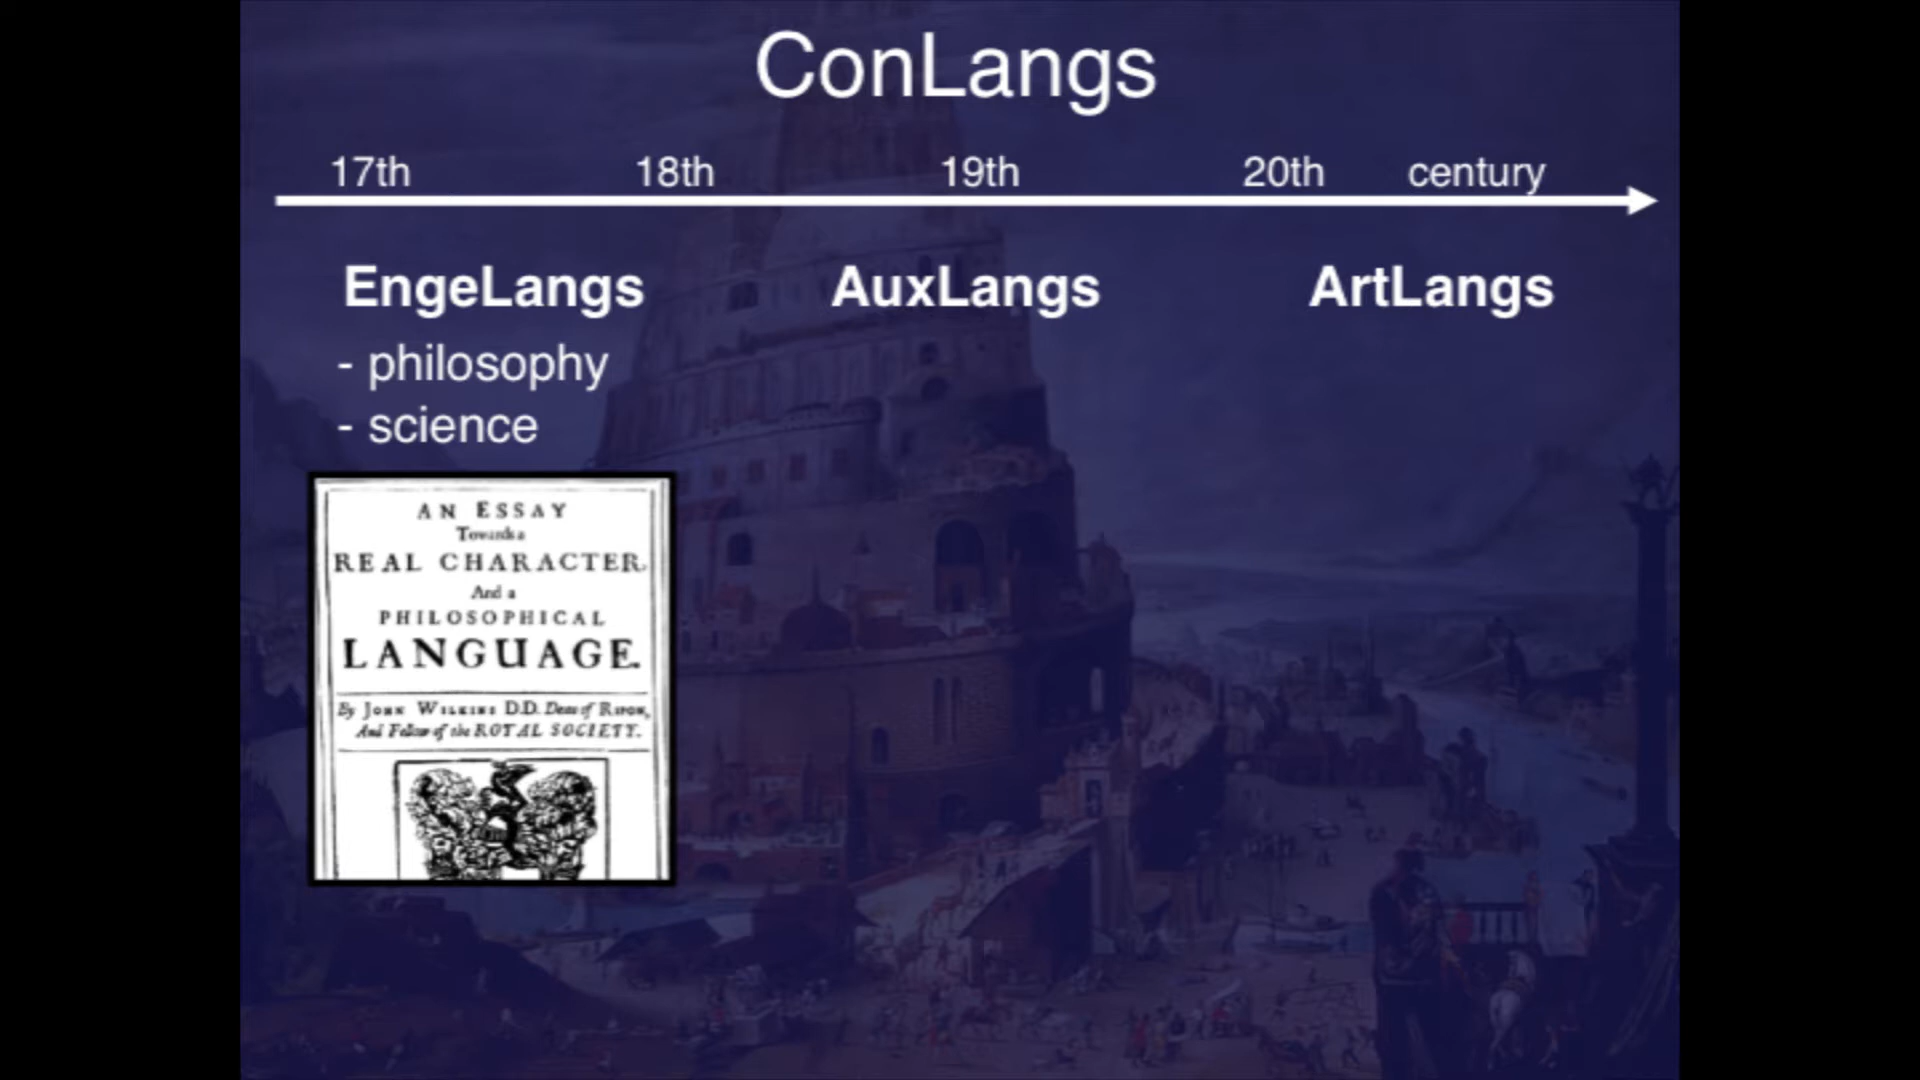 ConLangs
17th 18th 19th 20th century
EngeLangs AuxLangs ArtLangs
- philosophy
- science
AN ESSAY
Towards a
REAL CHARACTER,
And a
PHILOSOPHICAL
LANGUAGE.
By JOHN WILKINS D.D. Dean of RIPON,
And Fellow of the ROYAL SOCIETY.